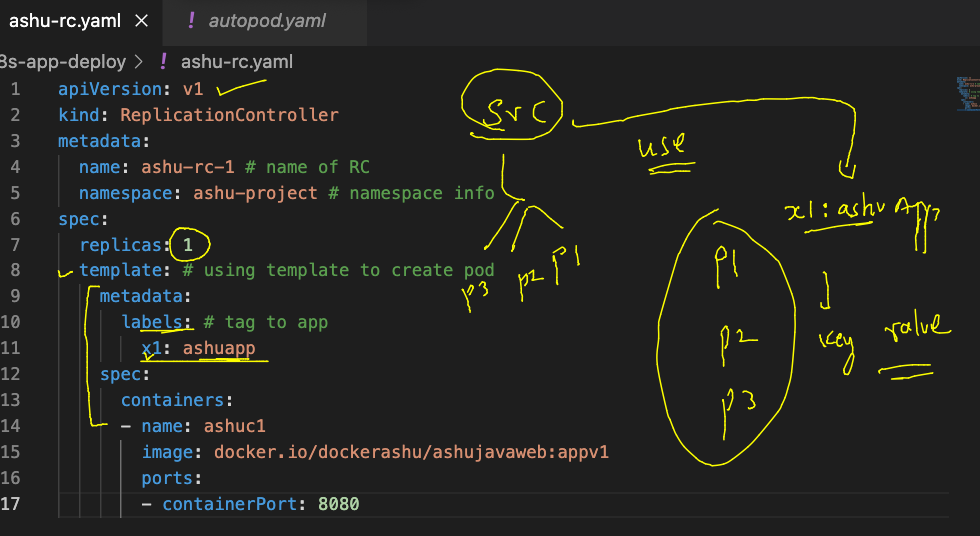 ashu-rc.yaml × ! autopod.yaml
8s-app-deploy > ! ashu-rc.yaml
1 apiVersion: v1
2 kind: ReplicationController
3 metadata:
4 name: ashu-rc-1 # name of RC
5 namespace: ashu-project # namespace info
6 spec:
7 replicas: 1
8 template: # using template to create pod
9 metadata:
10 labels: # tag to app
11 x1: ashuapp
12 spec:
13 containers:
14 - name: ashuc1
15 image: docker.io/dockerashu/ashujavaweb:appv1
16 ports:
17 - containerPort: 8080
svc
use
x1: ashu App
p3 p2 p1
p1
p2
p3
key value